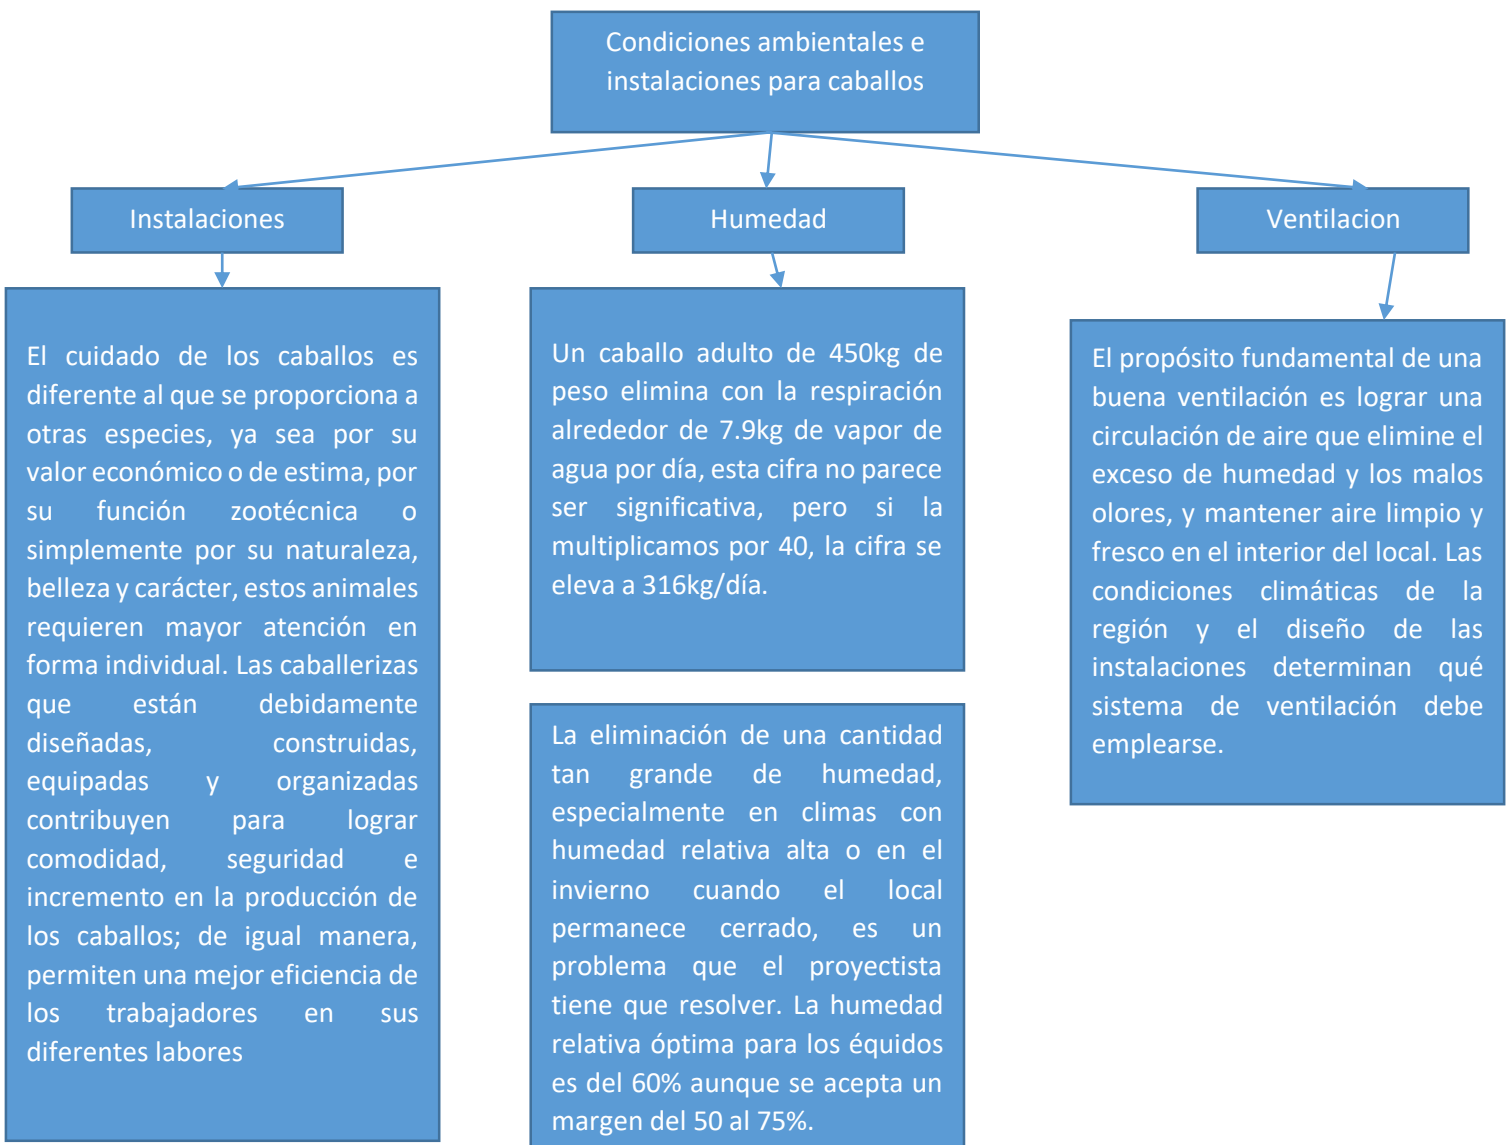 Condiciones ambientales e
instalaciones para caballos
Instalaciones
Humedad
Ventilacion
El cuidado de los caballos es
diferente al que se proporciona a
otras especies, ya sea por su
valor económico o de estima, por
su función zootécnica o
simplemente por su naturaleza,
belleza y carácter, estos animales
requieren mayor atención en
forma individual. Las caballerizas
que están debidamente
diseñadas, construidas,
equipadas y organizadas
contribuyen para lograr
comodidad, seguridad e
incremento en la producción de
los caballos; de igual manera,
permiten una mejor eficiencia de
los trabajadores en sus
diferentes labores
Un caballo adulto de 450kg de
peso elimina con la respiración
alrededor de 7.9kg de vapor de
agua por día, esta cifra no parece
ser significativa, pero si la
multiplicamos por 40, la cifra se
eleva a 316kg/día.
La eliminación de una cantidad
tan grande de humedad,
especialmente en climas con
humedad relativa alta o en el
invierno cuando el local
permanece cerrado, es un
problema que el proyectista
tiene que resolver. La humedad
relativa óptima para los équidos
es del 60% aunque se acepta un
margen del 50 al 75%.
El propósito fundamental de una
buena ventilación es lograr una
circulación de aire que elimine el
exceso de humedad y los malos
olores, y mantener aire limpio y
fresco en el interior del local. Las
condiciones climáticas de la
región y el diseño de las
instalaciones determinan qué
sistema de ventilación debe
emplearse.